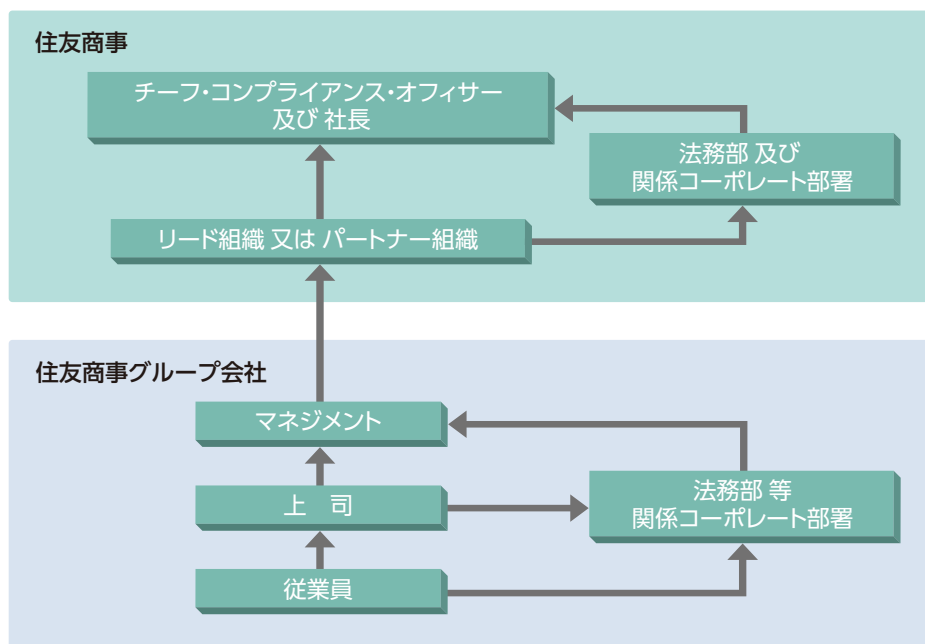 住友商事
チーフ・コンプライアンス・オフィサー
及び 社長
法務部 及び
関係コーポレート部署
リード組織 又は パートナー組織
住友商事グループ会社
マネジメント
上　司
法務部 等
関係コーポレート部署
従業員